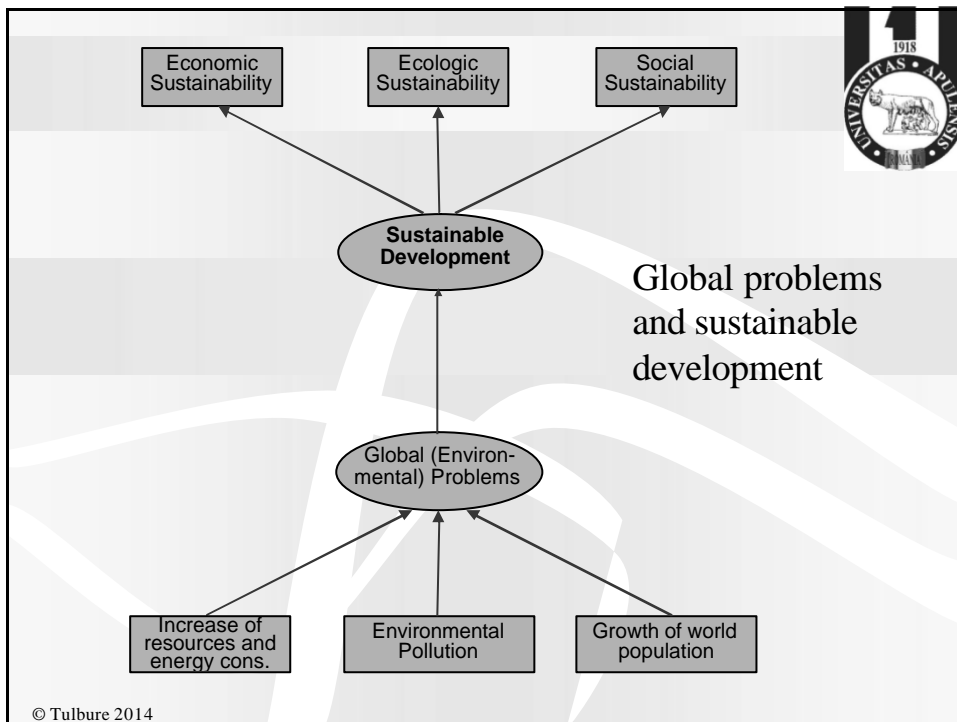 Economic
Sustainability
Ecologic
Sustainability
Social
Sustainability
1918
UNIVERSITAS APULENSIS
ROMÂNIA
Sustainable
Development
Global problems
and sustainable
development
Global (Environ-
mental) Problems
Increase of
resources and
energy cons.
Environmental
Pollution
Growth of world
population
© Tulbure 2014